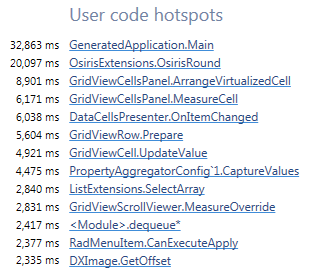 User code hotspots
32,863 ms GeneratedApplication.Main
20,097 ms OsirisExtensions.OsirisRound
8,901 ms GridViewCellsPanel.ArrangeVirtualizedCell
6,171 ms GridViewCellsPanel.MeasureCell
6,038 ms DataCellsPresenter.OnItemChanged
5,604 ms GridViewRow.Prepare
4,921 ms GridViewCell.UpdateValue
4,475 ms PropertyAggregatorConfig`1.CaptureValues
2,840 ms ListExtensions.SelectArray
2,831 ms GridViewScrollViewer.MeasureOverride
2,417 ms <Module>.dequeue*
2,377 ms RadMenuItem.CanExecuteApply
2,335 ms DXImage.GetOffset